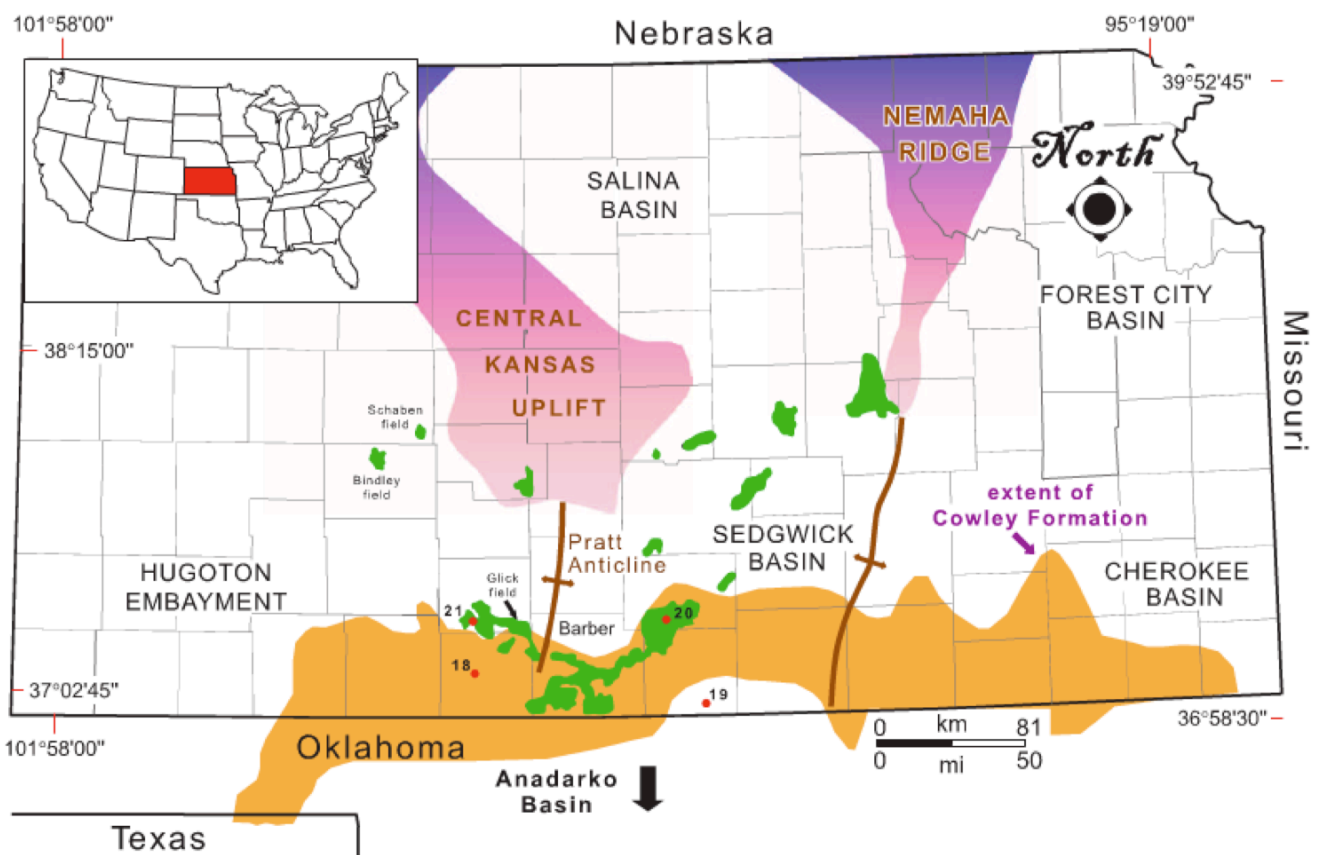 101°58'00"
Nebraska
95°19'00"
39°52'45"
NEMAHA
RIDGE
North
SALINA
BASIN
FOREST CITY
BASIN
Missouri
CENTRAL
KANSAS
UPLIFT
38°15'00"
Schaben
field
Bindley
field
extent of
Cowley Formation
SEDGWICK
BASIN
Pratt
Anticline
HUGOTON
EMBAYMENT
Glick
field
CHEROKEE
BASIN
21
20
Barber
18
19
37°02'45"
36°58'30"
0 km 81
0 mi 50
101°58'00"
Oklahoma
Anadarko
Basin
Texas